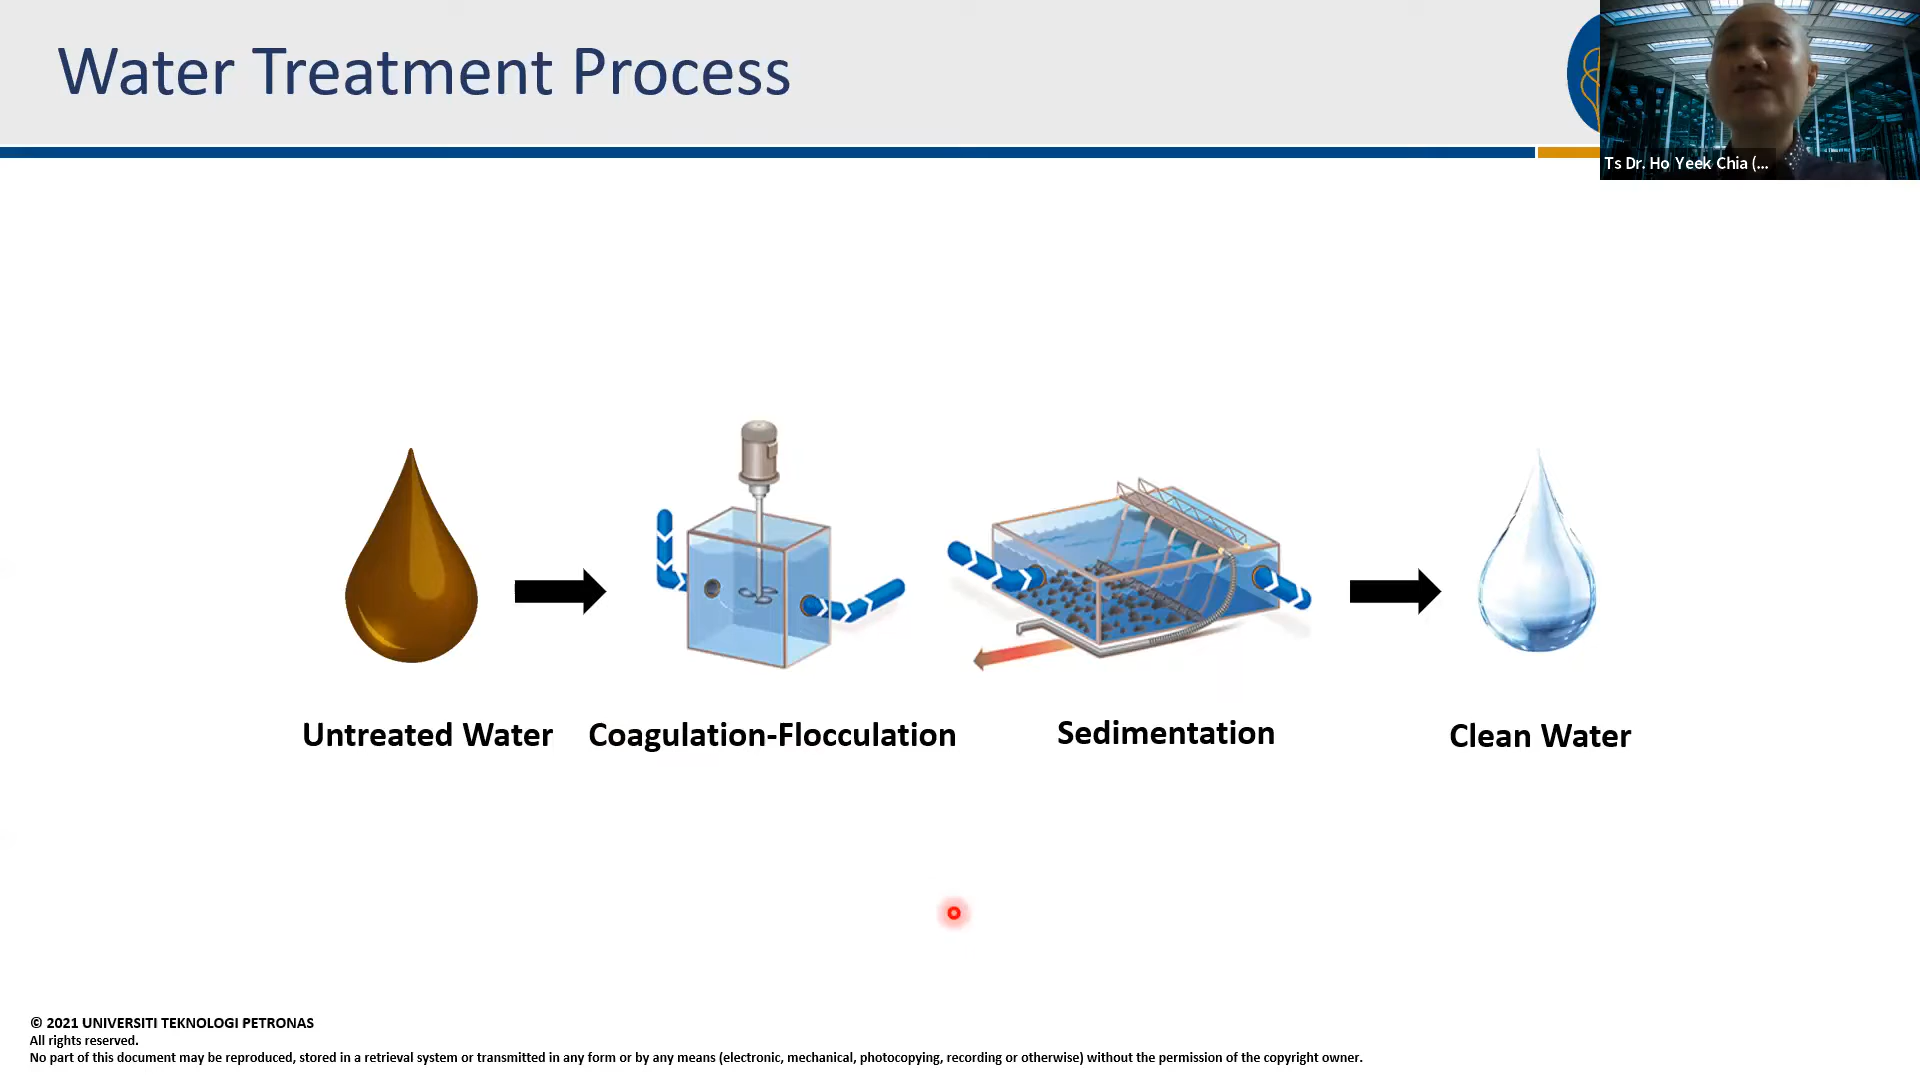 Water Treatment Process
Ts Dr. Ho Yeek Chia (...
Untreated Water
Coagulation-Flocculation
Sedimentation
Clean Water
© 2021 UNIVERSITI TEKNOLOGI PETRONAS
All rights reserved.
No part of this document may be reproduced, stored in a retrieval system or transmitted in any form or by any means (electronic, mechanical, photocopying, recording or otherwise) without the permission of the copyright owner.